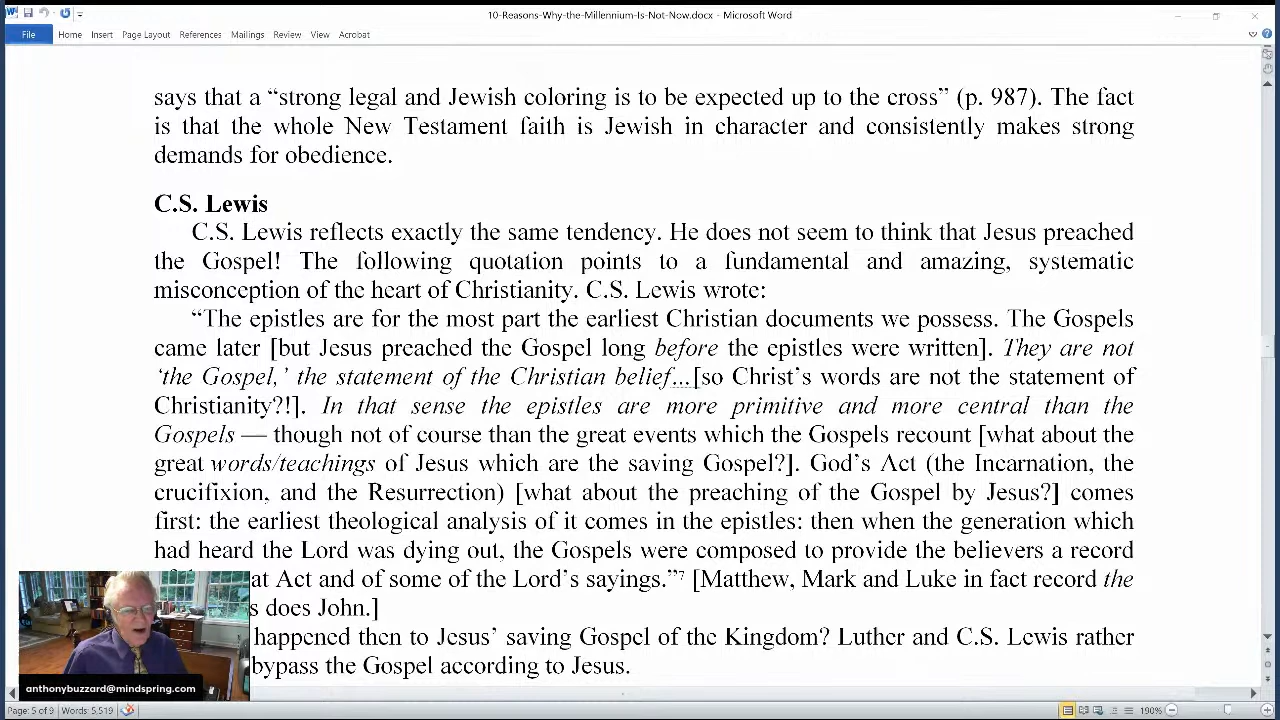 10-Reasons-Why-the-Millennium-Is-Not-Now.docx - Microsoft Word
File Home Insert Page Layout References Mailings Review View Acrobat
says that a “strong legal and Jewish coloring is to be expected up to the cross” (p. 987). The fact
is that the whole New Testament faith is Jewish in character and consistently makes strong
demands for obedience.
C.S. Lewis
C.S. Lewis reflects exactly the same tendency. He does not seem to think that Jesus preached
the Gospel! The following quotation points to a fundamental and amazing, systematic
misconception of the heart of Christianity. C.S. Lewis wrote:
“The epistles are for the most part the earliest Christian documents we possess. The Gospels
came later [but Jesus preached the Gospel long before the epistles were written]. They are not
‘the Gospel,’ the statement of the Christian belief…[so Christ’s words are not the statement of
Christianity?!]. In that sense the epistles are more primitive and more central than the
Gospels — though not of course than the great events which the Gospels recount [what about the
great words/teachings of Jesus which are the saving Gospel?]. God’s Act (the Incarnation, the
crucifixion, and the Resurrection) [what about the preaching of the Gospel by Jesus?] comes
first: the earliest theological analysis of it comes in the epistles: then when the generation which
had heard the Lord was dying out, the Gospels were composed to provide the believers a record
at Act and of some of the Lord’s sayings.”7 [Matthew, Mark and Luke in fact record the
s does John.]
happened then to Jesus’ saving Gospel of the Kingdom? Luther and C.S. Lewis rather
bypass the Gospel according to Jesus.
anthonybuzzard@mindspring.com
Page: 5 of 9 Words: 5,519 190%